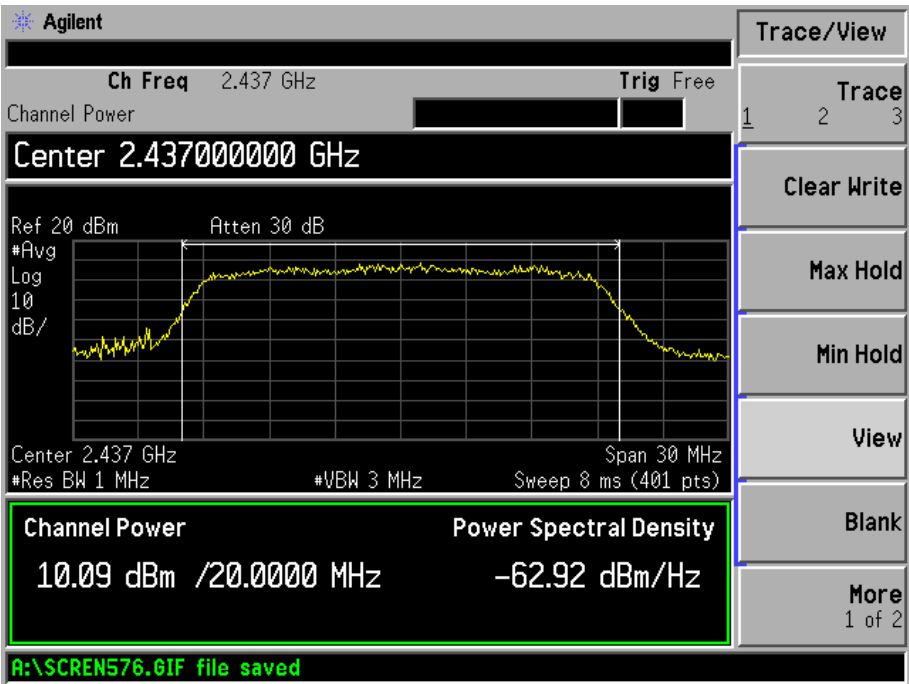 Agilent
Ch Freq 2.437 GHz Trig Free
Channel Power
Center 2.437000000 GHz
Ref 20 dBm Atten 30 dB
#Avg
Log
10
dB/
Center 2.437 GHz Span 30 MHz
#Res BW 1 MHz #VBW 3 MHz Sweep 8 ms (401 pts)
Channel Power Power Spectral Density
10.09 dBm /20.0000 MHz -62.92 dBm/Hz
A:\SCREN576.GIF file saved
Trace/View
Trace
1 2 3
Clear Write
Max Hold
Min Hold
View
Blank
More
1 of 2